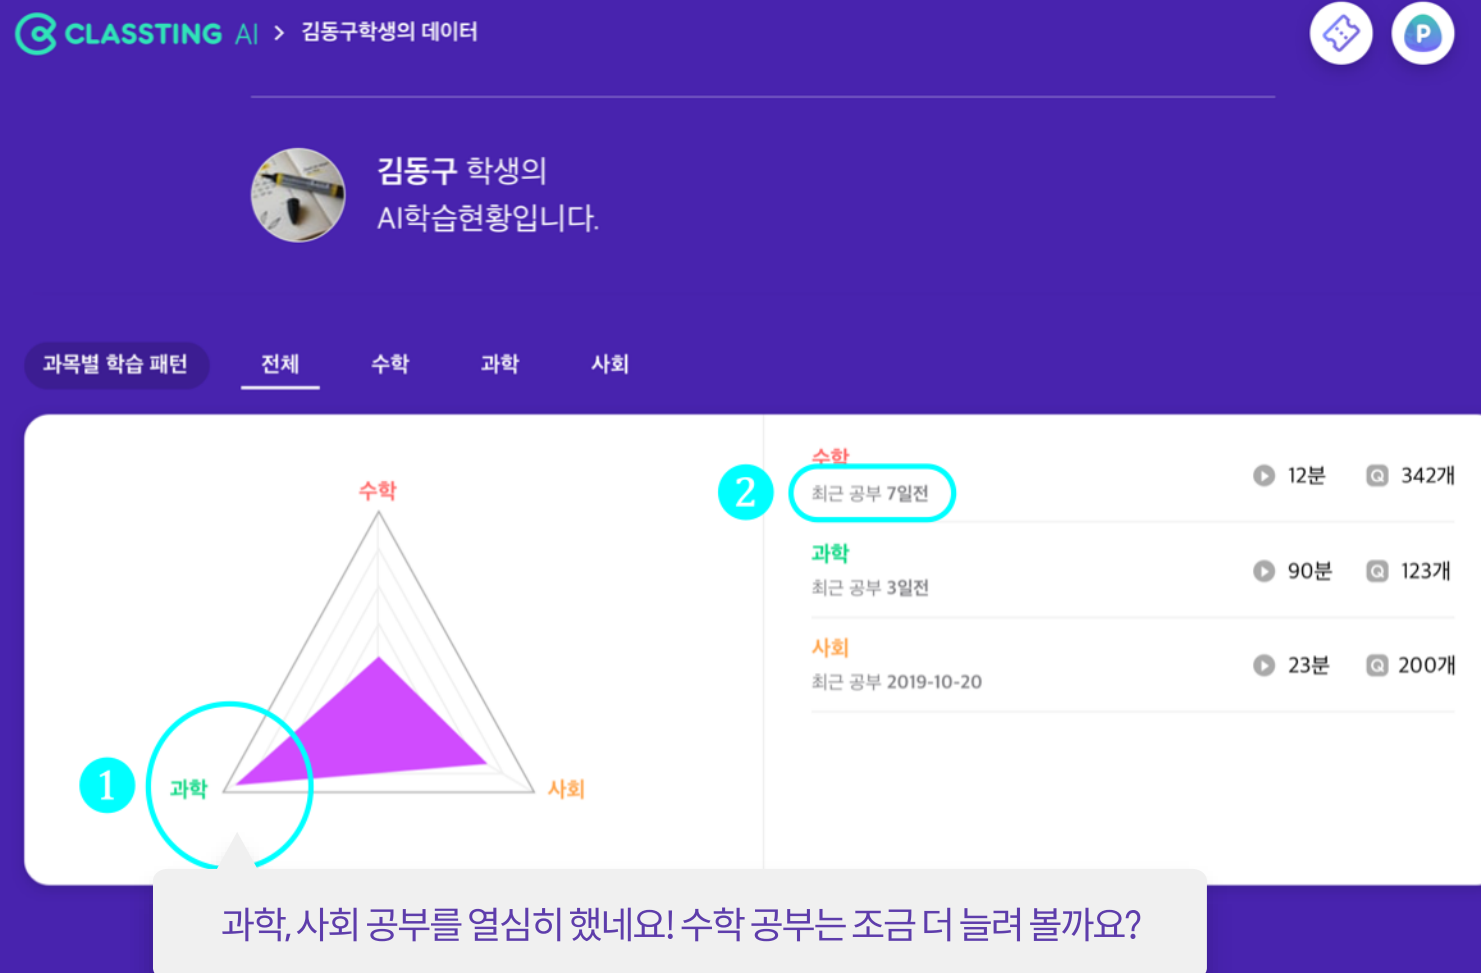 CLASSTING AI > 김동구학생의 데이터
P
김동구 학생의
AI학습현황입니다.
과목별 학습 패턴 전체 수학 과학 사회
수학
과학
사회
1
2
수학
최근 공부 7일전
12분 Q 342개
과학
최근 공부 3일전
90분 Q 123개
사회
최근 공부 2019-10-20
23분 Q 200개
과학, 사회 공부를 열심히 했네요! 수학 공부는 조금 더 늘려 볼까요?